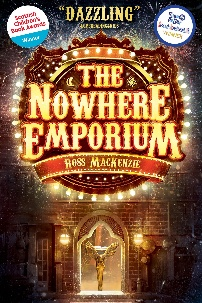 “DAZZLING”
Scottish
Children's
Book Awards
Winner
THE
NOWHERE
EMPORIUM
ROSS MACKENZIE